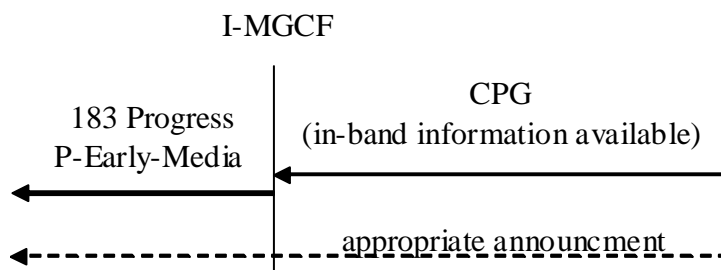 I-MGCF
183 Progress
P-Early-Media
CPG
(in-band information available)
appropriate announcment